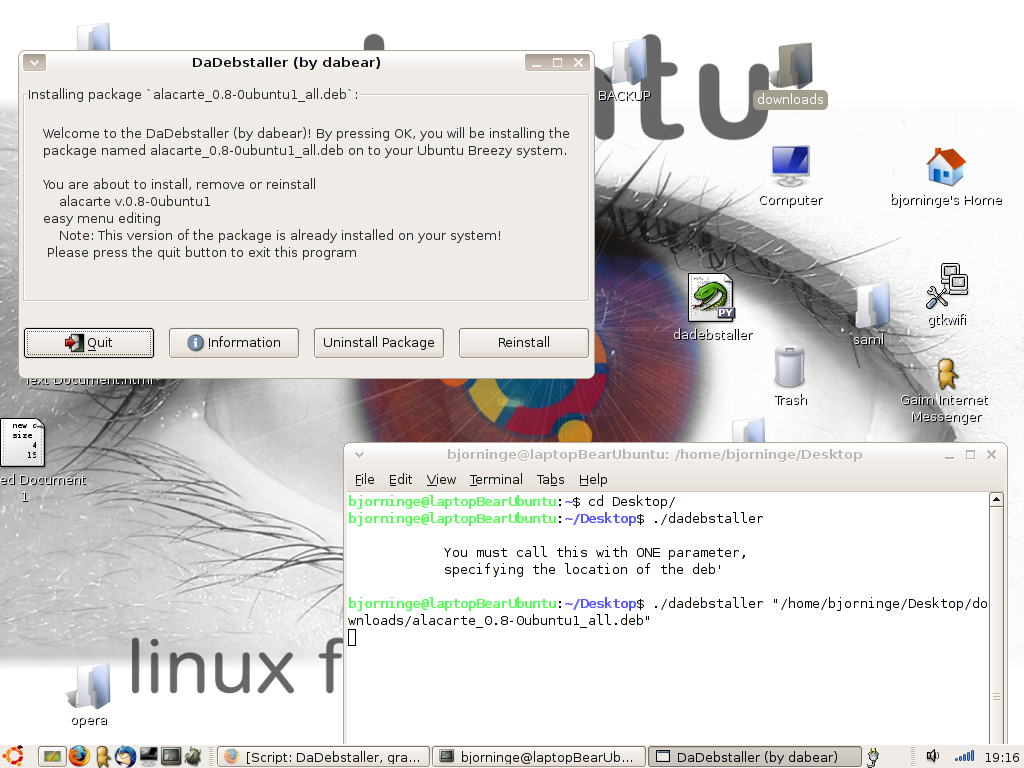 DaDebstaller (by dabear)
Installing package `alacarte_0.8-0ubuntu1_all.deb`:
Welcome to the DaDebstaller (by dabear)! By pressing OK, you will be installing the
package named alacarte_0.8-0ubuntu1_all.deb on to your Ubuntu Breezy system.
You are about to install, remove or reinstall
alacarte v.0.8-0ubuntu1
easy menu editing
Note: This version of the package is already installed on your system!
Please press the quit button to exit this program
Quit
Information
Uninstall Package
Reinstall
BACKUP
downloads
Computer
bjorninge's Home
PY
dadebstaller
saml
gtkwifi
Trash
Gaim Internet
Messenger
Text Document.html
new c
size
4
15
ed Document
1
bjorninge@laptopBearUbuntu: /home/bjorninge/Desktop
File Edit View Terminal Tabs Help
bjorninge@laptopBearUbuntu:~$ cd Desktop/
bjorninge@laptopBearUbuntu:~/Desktop$ ./dadebstaller
You must call this with ONE parameter,
specifying the location of the deb'
bjorninge@laptopBearUbuntu:~/Desktop$ ./dadebstaller "/home/bjorninge/Desktop/do
wnloads/alacarte_0.8-0ubuntu1_all.deb"
linux f
opera
[Script: DaDebstaller, gra...
bjorninge@laptopBearUb...
DaDebstaller (by dabear)
19:16